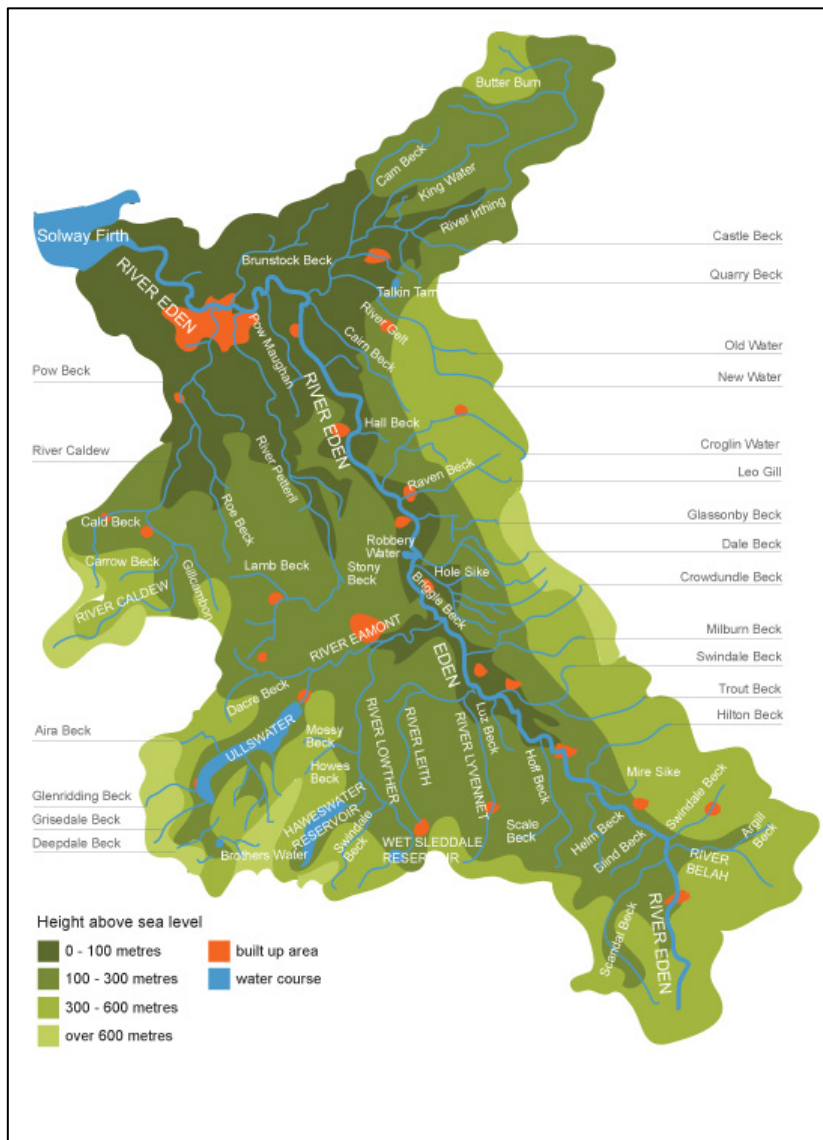 Butter Burn
Cam Beck
King Water
River Irthing
Solway Firth
Castle Beck
Brunstock Beck
Quarry Beck
RIVER EDEN
Talkin Tarn
River Gelt
Pow Maughan
Cairn Beck
Old Water
Pow Beck
New Water
RIVER EDEN
Hall Beck
River Caldew
Croglin Water
River Petteril
Raven Beck
Leo Gill
Roe Beck
Cald Beck
Glassonby Beck
Robbery
Water
Dale Beck
Carrow Beck
Gillcambon
Lamb Beck
Stony
Beck
Hole Sike
Crowdundle Beck
RIVER CALDEW
Briggle Beck
Milburn Beck
RIVER EAMONT
EDEN
Swindale Beck
Dacre Beck
Trout Beck
Aira Beck
ULLSWATER
Mossy
Beck
RIVER LOWTHER
RIVER LEITH
RIVER LYVENNET
Luz Beck
Hilton Beck
Howes
Beck
Hoff Beck
Mire Sike
Swindale Beck
Glenridding Beck
HAWESWATER
RESERVOIR
Grisedale Beck
Swindale
Beck
Scale
Beck
Helm Beck
Argill
Beck
Deepdale Beck
WET SLEDDALE
RESERVOIR
Blind Beck
RIVER
BELAH
Brothers Water
Scandal Beck
RIVER EDEN
Height above sea level
0 - 100 metres
built up area
100 - 300 metres
water course
300 - 600 metres
over 600 metres